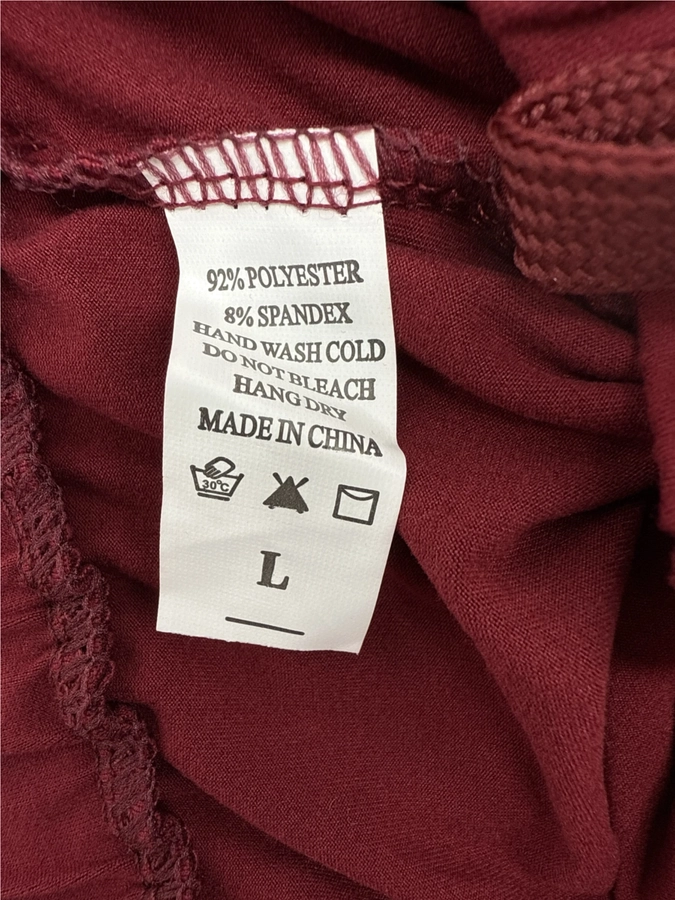 92% POLYESTER
8% SPANDEX
HAND WASH COLD
DO NOT BLEACH
HANG DRY
MADE IN CHINA
30°C
L